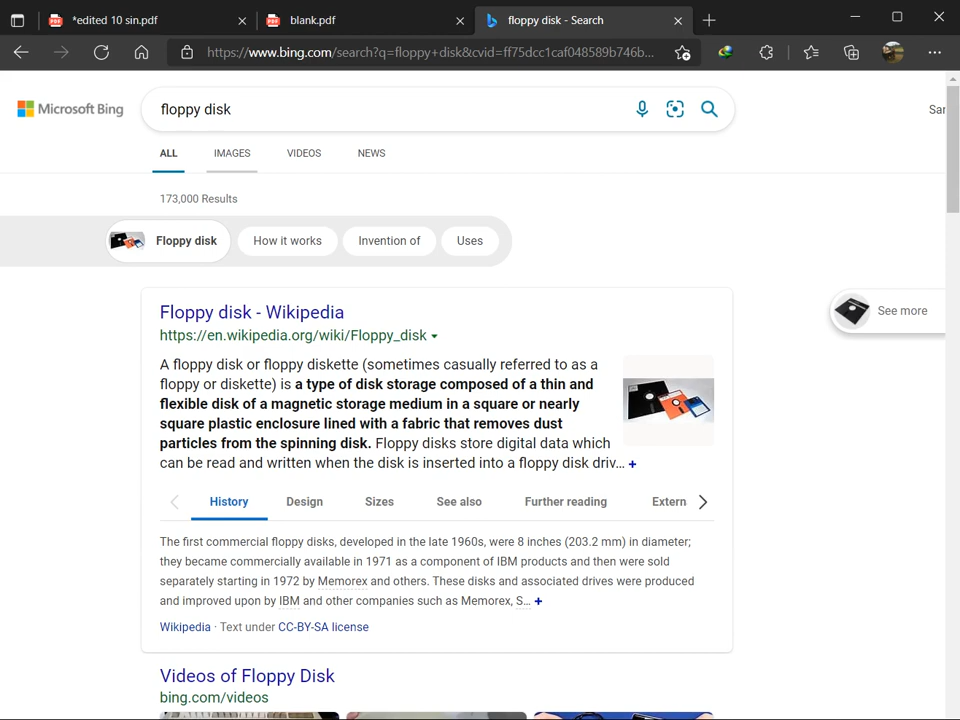 *edited 10 sin.pdf
blank.pdf
floppy disk - Search
https://www.bing.com/search?q=floppy+disk&cvid=ff75dcc1caf048589b746b...
Microsoft Bing
floppy disk
Sar
ALL IMAGES VIDEOS NEWS
173,000 Results
Floppy disk How it works Invention of Uses
Floppy disk - Wikipedia
https://en.wikipedia.org/wiki/Floppy_disk
See more
A floppy disk or floppy diskette (sometimes casually referred to as a
floppy or diskette) is a type of disk storage composed of a thin and
flexible disk of a magnetic storage medium in a square or nearly
square plastic enclosure lined with a fabric that removes dust
particles from the spinning disk. Floppy disks store digital data which
can be read and written when the disk is inserted into a floppy disk driv... +
History Design Sizes See also Further reading Extern
The first commercial floppy disks, developed in the late 1960s, were 8 inches (203.2 mm) in diameter;
they became commercially available in 1971 as a component of IBM products and then were sold
separately starting in 1972 by Memorex and others. These disks and associated drives were produced
and improved upon by IBM and other companies such as Memorex, S... +
Wikipedia · Text under CC-BY-SA license
Videos of Floppy Disk
bing.com/videos